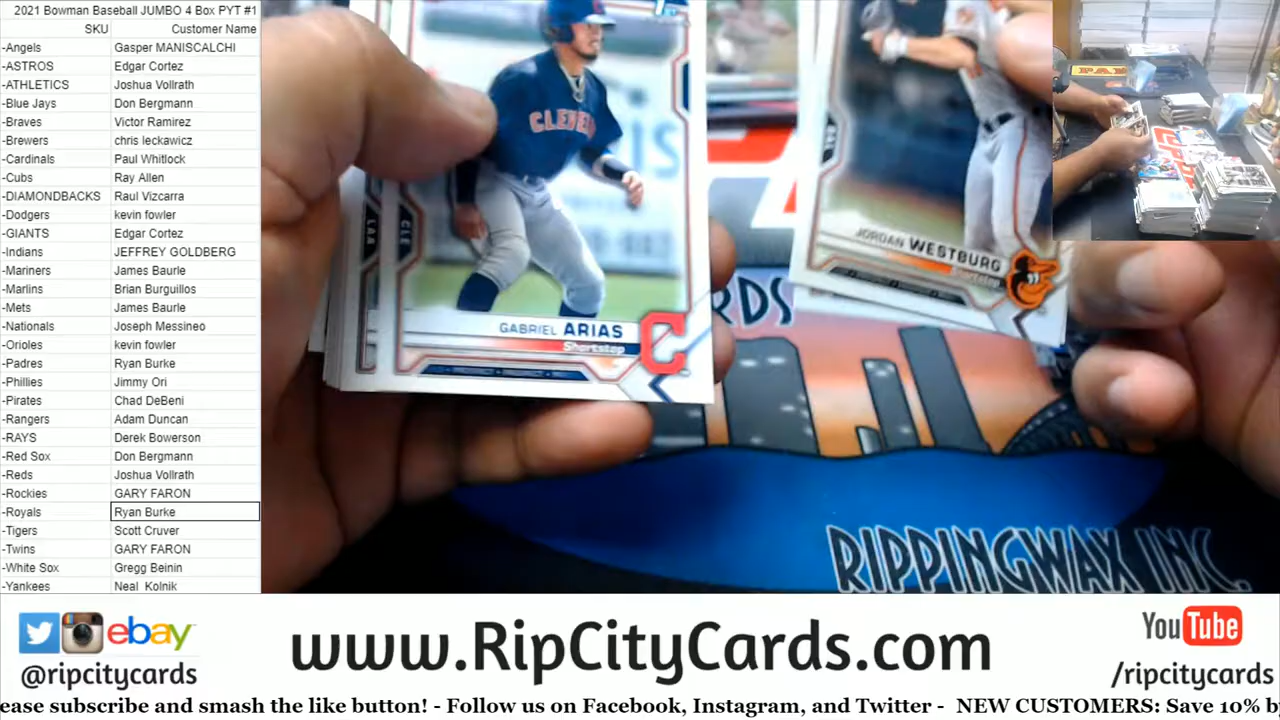 2021 Bowman Baseball JUMBO 4 Box PYT #1
SKU Customer Name
-Angels Gasper MANISCALCHI
-ASTROS Edgar Cortez
-ATHLETICS Joshua Vollrath
-Blue Jays Don Bergmann
-Braves Victor Ramirez
-Brewers chris leckawicz
-Cardinals Paul Whitlock
-Cubs Ray Allen
-DIAMONDBACKS Raul Vizcarra
-Dodgers kevin fowler
-GIANTS Edgar Cortez
-Indians JEFFREY GOLDBERG
-Mariners James Baurle
-Marlins Brian Burguillos
-Mets James Baurle
-Nationals Joseph Messineo
-Orioles kevin fowler
-Padres Ryan Burke
-Phillies Jimmy Ori
-Pirates Chad DeBeni
-Rangers Adam Duncan
-RAYS Derek Bowerson
-Red Sox Don Bergmann
-Reds Joshua Vollrath
-Rockies GARY FARON
-Royals Ryan Burke
-Tigers Scott Cruver
-Twins GARY FARON
-White Sox Gregg Beinin
-Yankees Neal Kolnik
CLEVE
LAA
CLE
GABRIEL ARIAS
Shortstop
C
JORDAN WESTBURG
Shortstop
RDS
RIPPINGWAX INC.
ebay
@ripcitycards
www.RipCityCards.com
YouTube
/ripcitycards
ease subscribe and smash the like button! - Follow us on Facebook, Instagram, and Twitter - NEW CUSTOMERS: Save 10% b